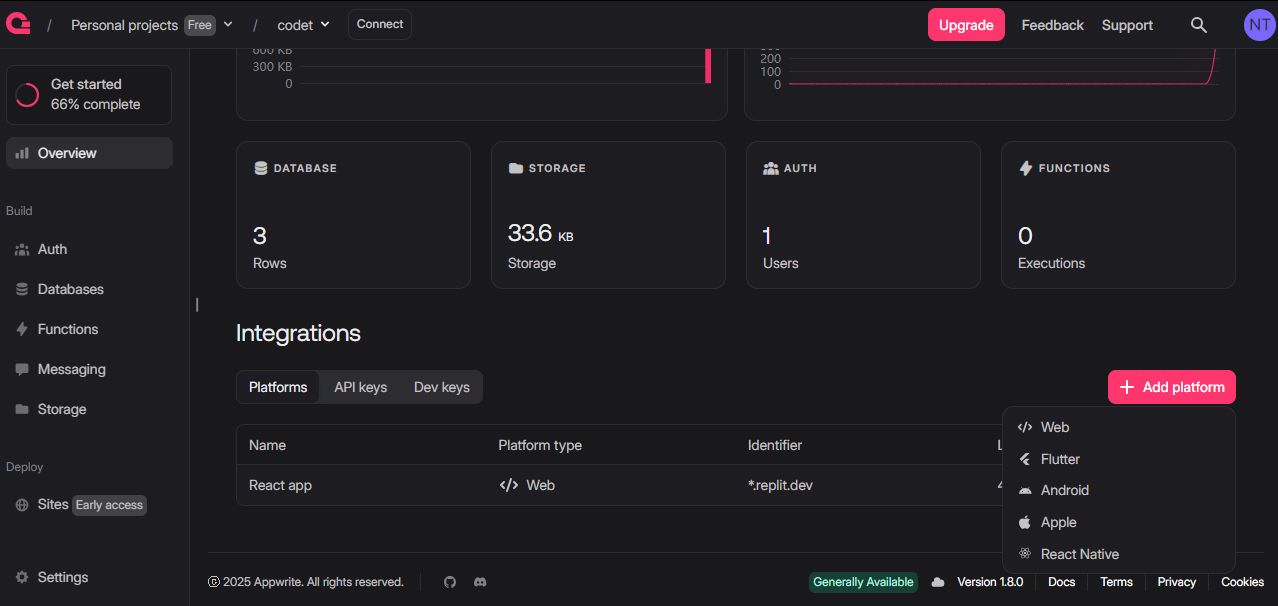 / Personal projects Free / codet Connect Upgrade Feedback Support NT
Get started
66% complete
Overview
Build
Auth
Databases
Functions
Messaging
Storage
Deploy
Sites Early access
Settings
600 KB
300 KB
0
200
100
0
DATABASE
3
Rows
STORAGE
33.6 KB
Storage
AUTH
1
Users
FUNCTIONS
0
Executions
Integrations
Platforms API keys Dev keys
+ Add platform
Web
Flutter
Android
Apple
React Native
Name Platform type Identifier
React app Web *.replit.dev
© 2025 Appwrite. All rights reserved. Generally Available Version 1.8.0 Docs Terms Privacy Cookies